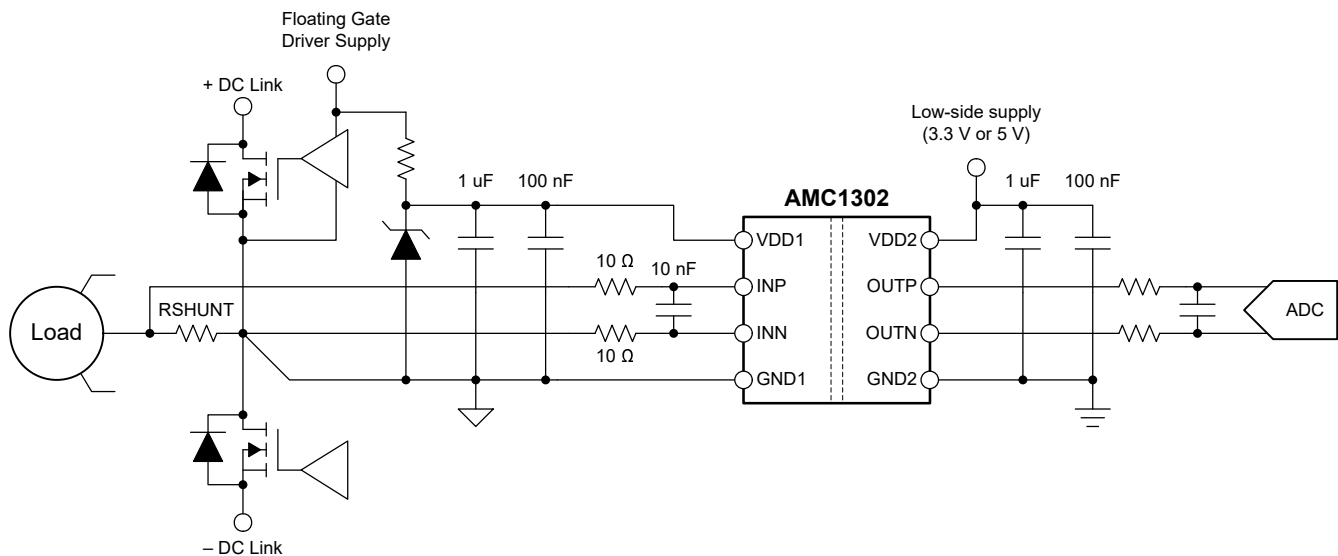 Floating Gate
Driver Supply
+ DC Link
Low-side supply
(3.3 V or 5 V)
1 uF
100 nF
AMC1302
1 uF
100 nF
VDD1
VDD2
10 Ω
10 nF
INP
OUTP
RSHUNT
Load
ADC
INN
OUTN
10 Ω
GND1
GND2
– DC Link